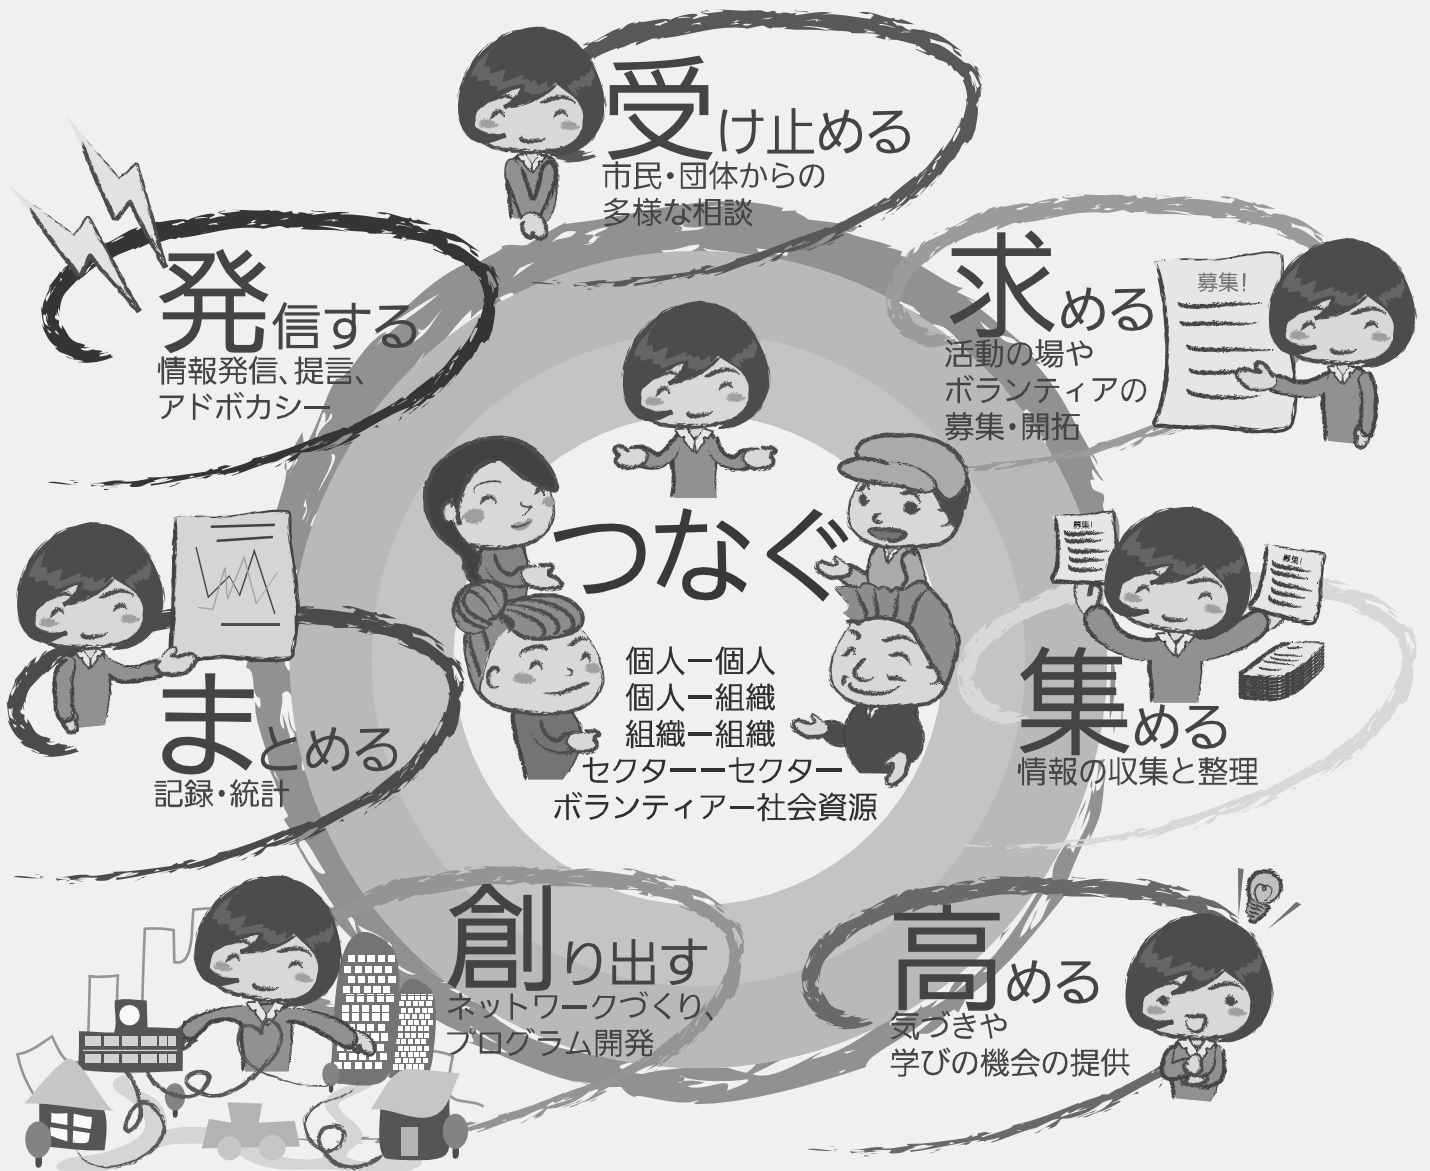 受け止める
市民・団体からの
多様な相談
発信する
情報発信、提言、
アドボカシー
求める
活動の場や
ボランティアの
募集・開拓
募集!
つなぐ
個人ー個人
個人ー組織
組織ー組織
セクターーセクター
ボランティアー社会資源
まとめる
記録・統計
募集!
募集!
集める
情報の収集と整理
創り出す
ネットワークづくり、
プログラム開発
高める
気づきや
学びの機会の提供